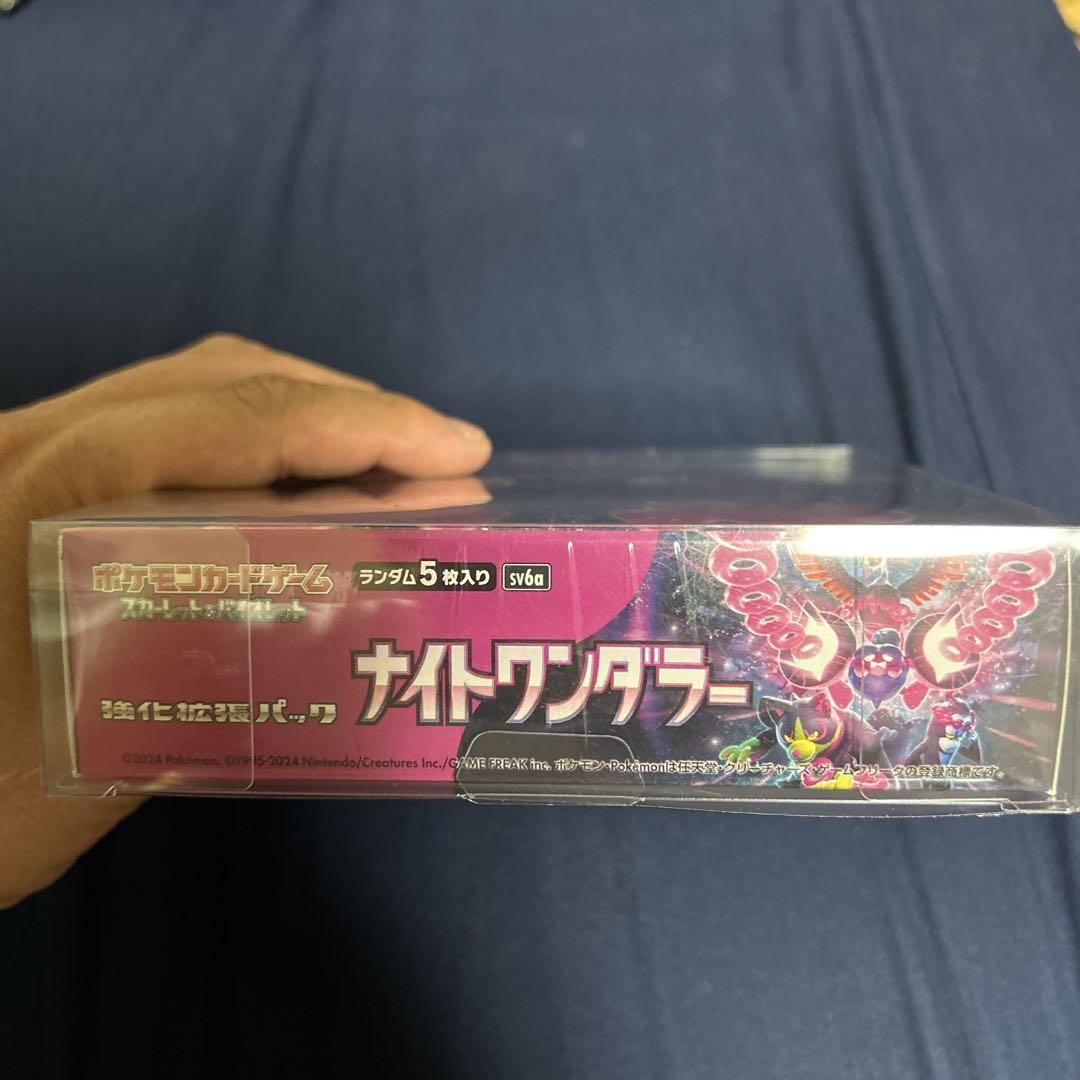 ポケモンカードゲーム
スカーレット&バイオレット
ランダム5枚入り
sv6a
ナイトワンダラー
強化拡張パック
©2024 Pokémon. ©1995-2024 Nintendo/Creatures Inc./GAME FREAK inc. ポケモン・Pokémonは任天堂・クリーチャーズ・ゲームフリークの登録商標です。